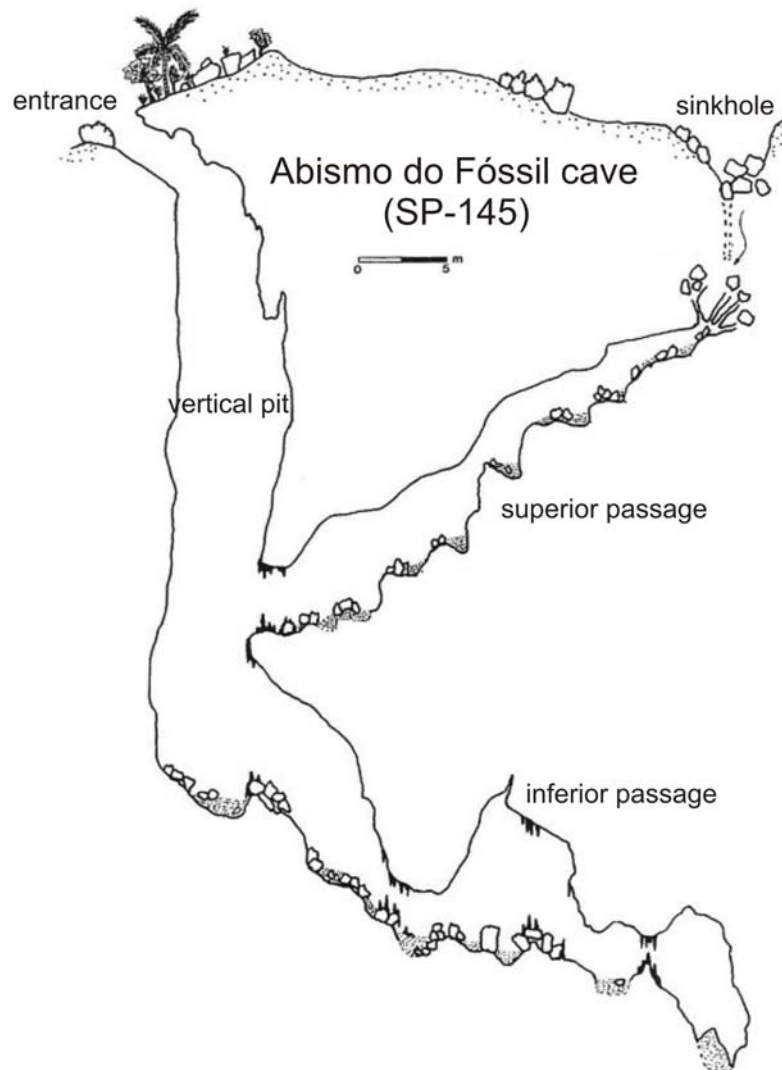 entrance
sinkhole
Abismo do Fóssil cave
(SP-145)
0 5 m
vertical pit
superior passage
inferior passage